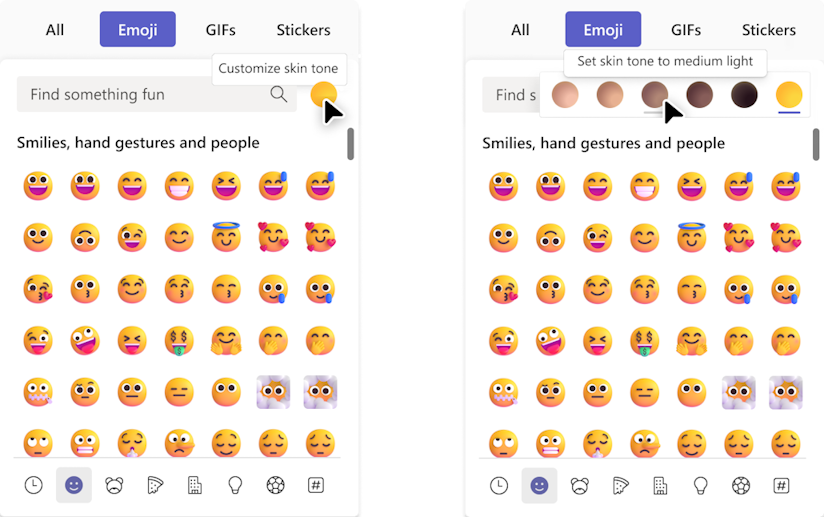 All Emoji GIFs Stickers
Customize skin tone
Find something fun
Smilies, hand gestures and people
All Emoji GIFs Stickers
Set skin tone to medium light
Find s
Smilies, hand gestures and people